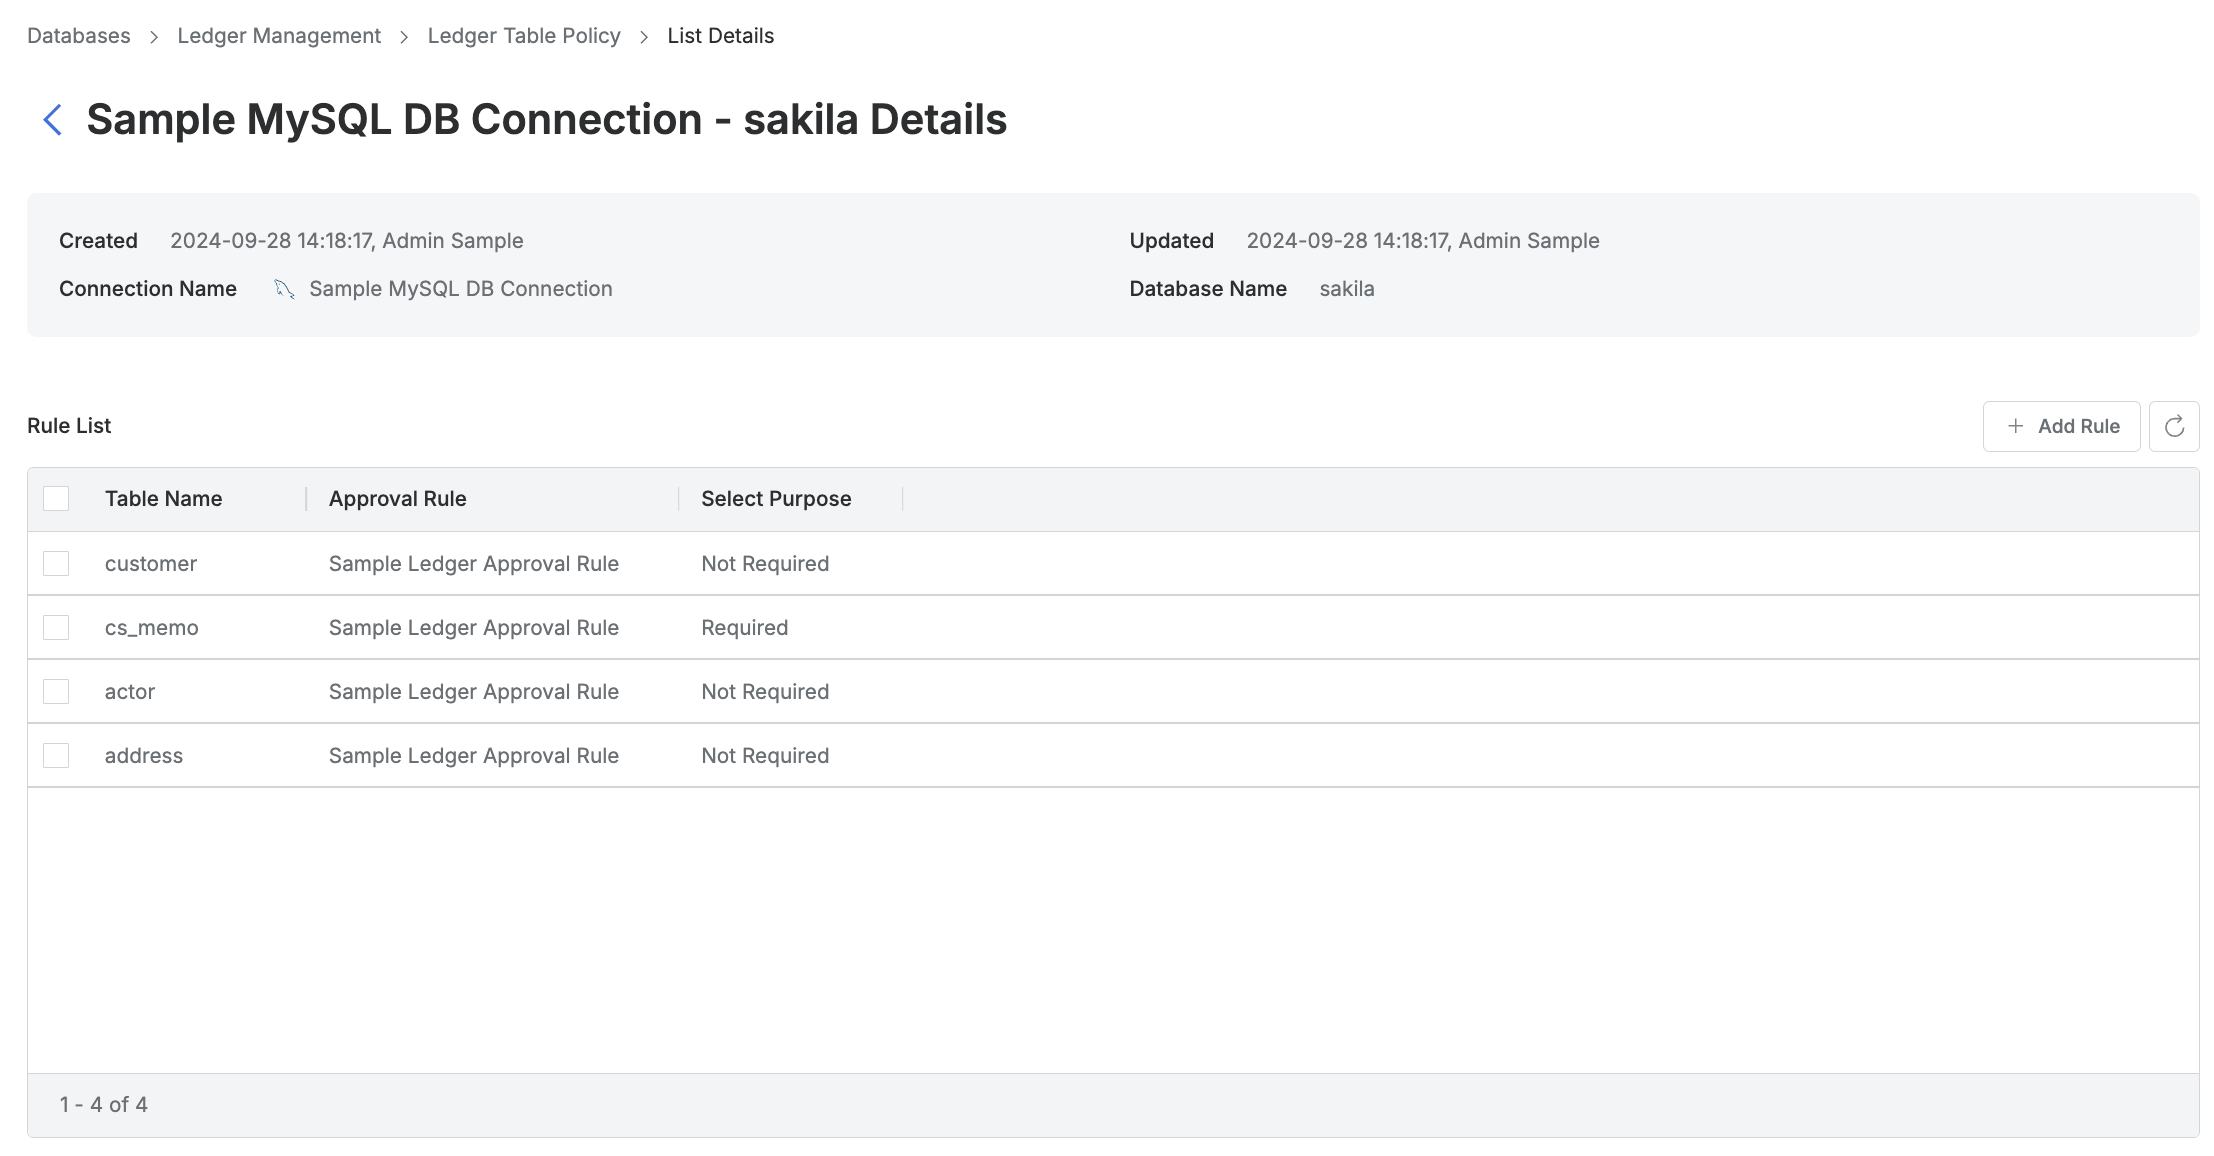 Databases > Ledger Management > Ledger Table Policy > List Details
Sample MySQL DB Connection - sakila Details
Created 2024-09-28 14:18:17, Admin Sample Updated 2024-09-28 14:18:17, Admin Sample
Connection Name Sample MySQL DB Connection Database Name sakila
Rule List + Add Rule
Table Name Approval Rule Select Purpose
customer Sample Ledger Approval Rule Not Required
cs_memo Sample Ledger Approval Rule Required
actor Sample Ledger Approval Rule Not Required
address Sample Ledger Approval Rule Not Required
1 - 4 of 4